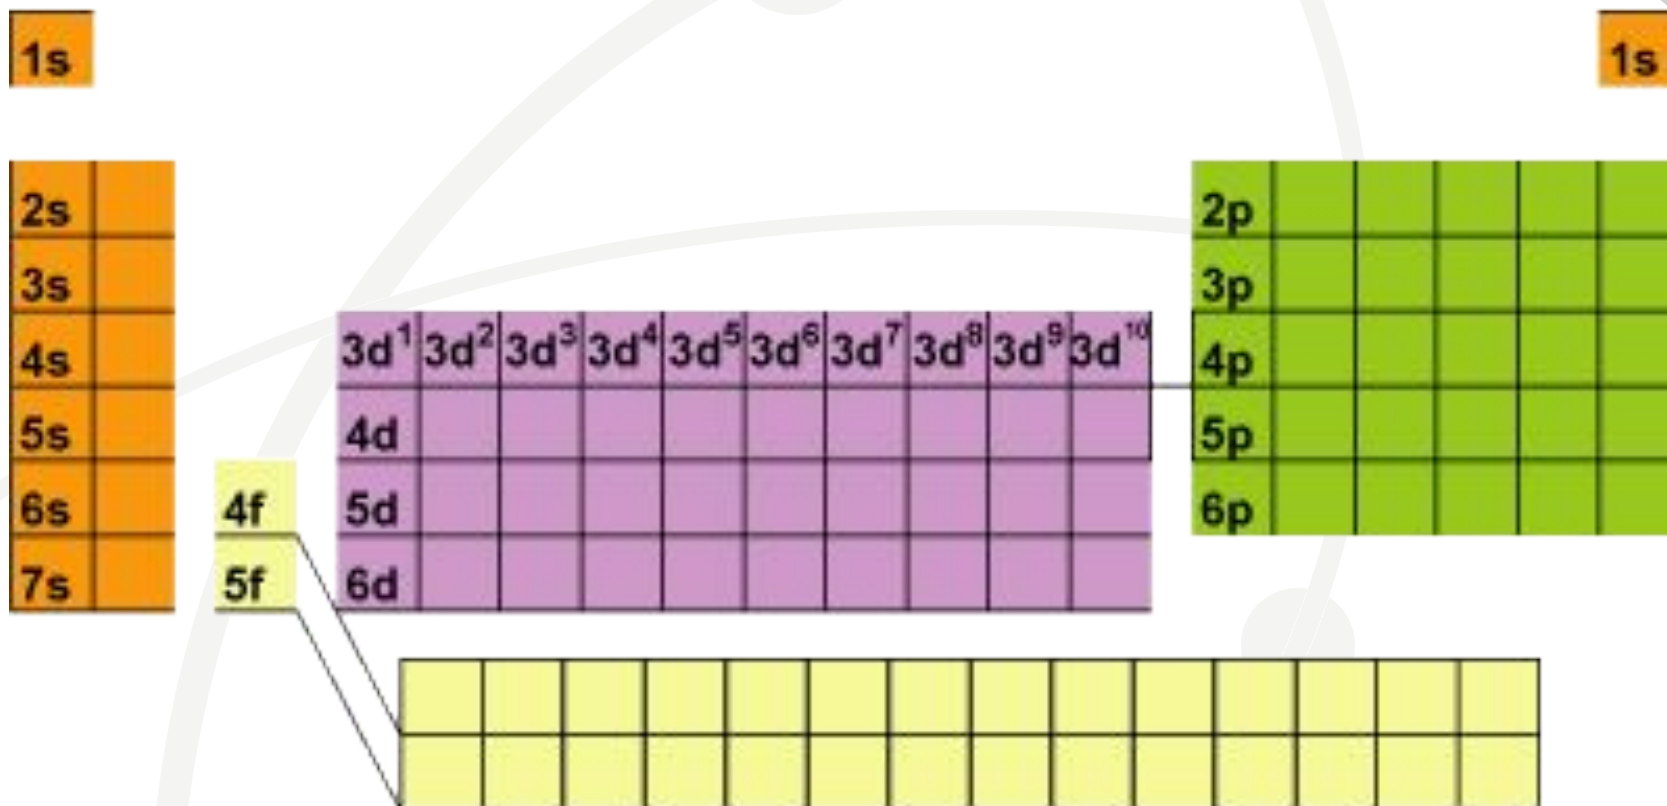 1s 1s
2s 2p
3s 3p
4s 3d¹ 3d² 3d³ 3d⁴ 3d⁵ 3d⁶ 3d⁷ 3d⁸ 3d⁹ 3d¹⁰ 4p
5s 4d 5p
6s 4f 5d 6p
7s 5f 6d